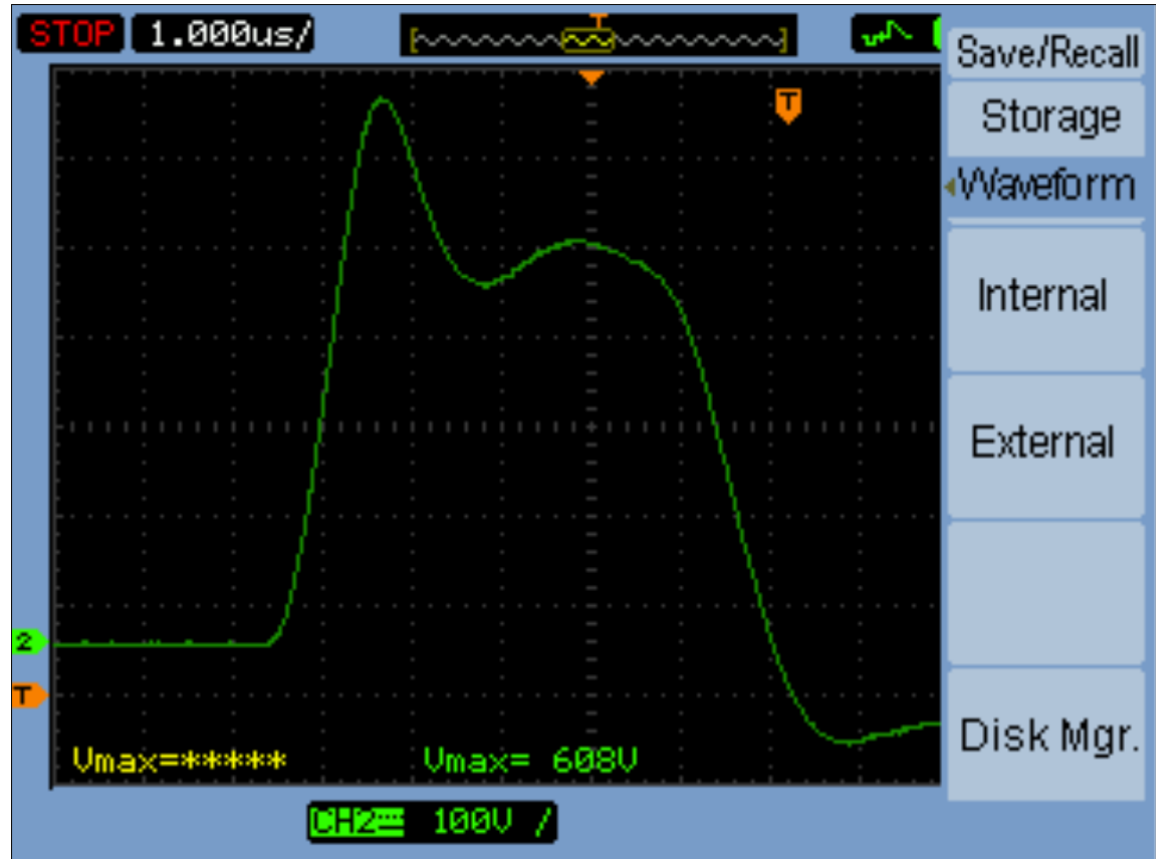 STOP 1.000us/
T
Save/Recall
Storage
Waveform
Internal
External
Disk Mgr.
T
2
T
Vmax=***** Vmax= 608V
CH2 100V /